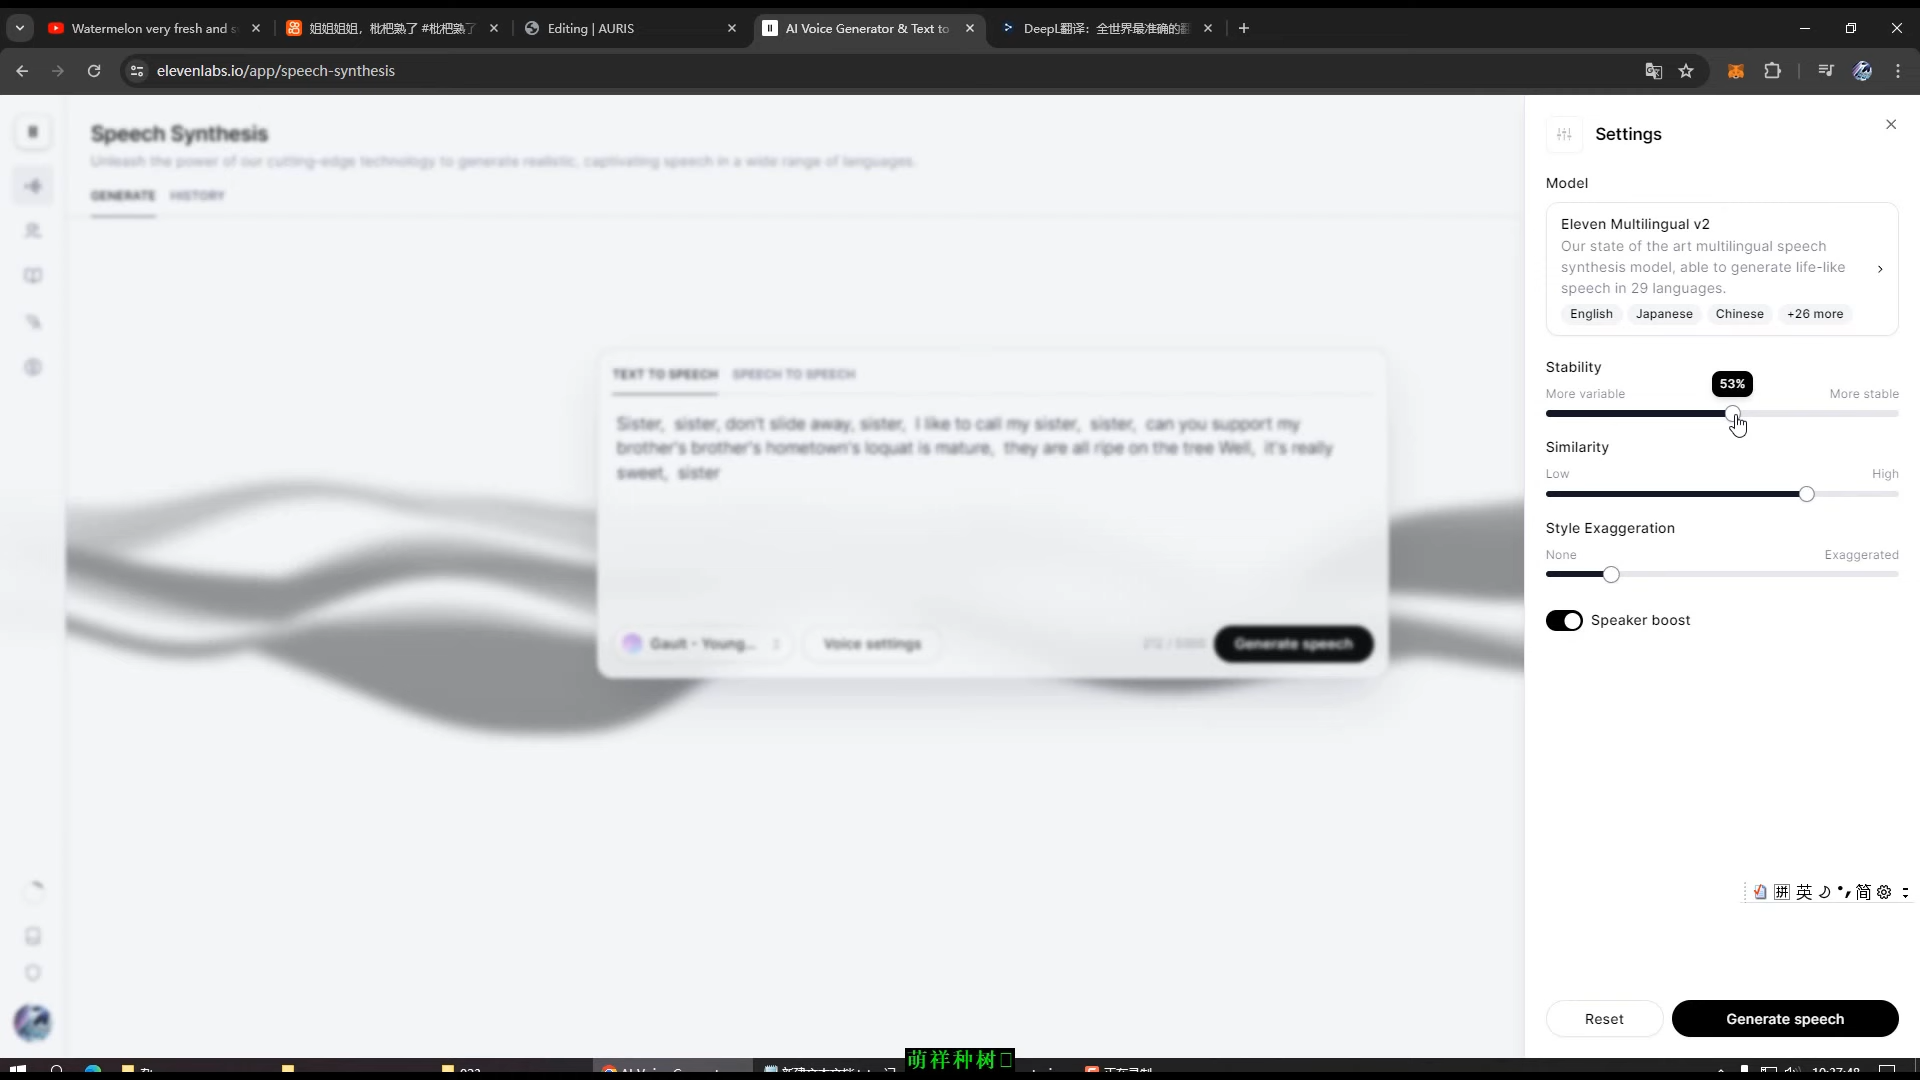 Watermelon very fresh and s
姐姐姐姐，枇杷熟了 #枇杷熟了
Editing | AURIS
AI Voice Generator & Text to
DeepL翻译：全世界最准确的翻
elevenlabs.io/app/speech-synthesis
Speech Synthesis
Unleash the power of our cutting-edge technology to generate realistic, captivating speech in a wide range of languages.
GENERATE HISTORY
TEXT TO SPEECH SPEECH TO SPEECH
Sister, sister, don't slide away, sister, I like to call my sister, sister, can you support my
brother's brother's hometown's loquat is mature, they are all ripe on the tree Well, it's really
sweet, sister
Gault - Young...
Voice settings
Generate speech
Settings
Model
Eleven Multilingual v2
Our state of the art multilingual speech
synthesis model, able to generate life-like
speech in 29 languages.
English Japanese Chinese +26 more
Stability
53%
More variable More stable
Similarity
Low High
Style Exaggeration
None Exaggerated
Speaker boost
拼 英 简
Reset Generate speech
萌祥种树